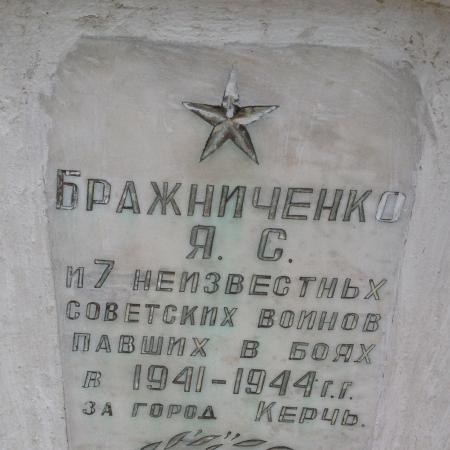 БРАЖНИЧЕНКО
Я. С.
И 7 НЕИЗВЕСТНЫХ
СОВЕТСКИХ ВОИНОВ
ПАВШИХ В БОЯХ
В 1941-1944 г.г.
ЗА ГОРОД КЕРЧЬ.